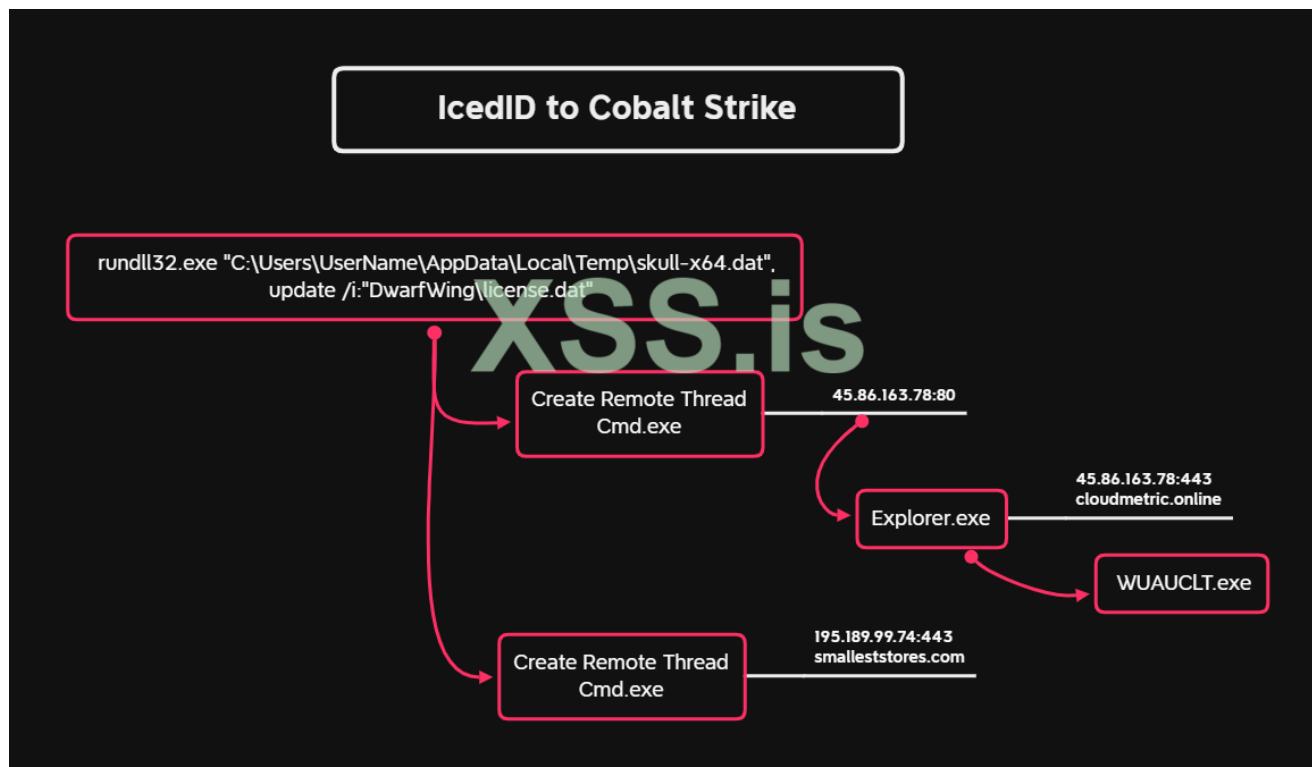 IcedID to Cobalt Strike
rundll32.exe "C:\Users\UserName\AppData\Local\Temp\skull-x64.dat",
update /i:"DwarfWing\license.dat"
XSS.is
Create Remote Thread
Cmd.exe
45.86.163.78:80
Explorer.exe
45.86.163.78:443
cloudmetric.online
WUAUCLT.exe
Create Remote Thread
Cmd.exe
195.189.99.74:443
smalleststores.com